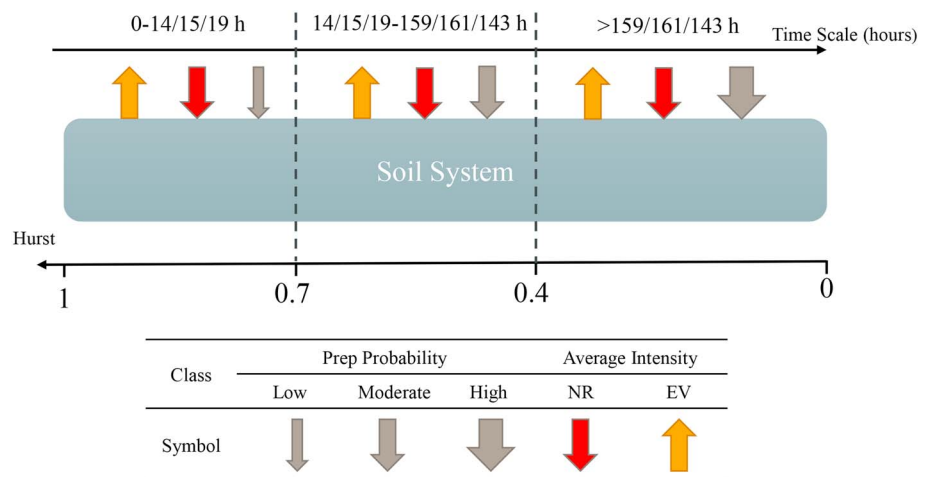 0-14/15/19 h
14/15/19-159/161/143 h
>159/161/143 h
Time Scale (hours)
Soil System
Hurst
1
0.7
0.4
0
Class
Prep Probability
Average Intensity
Low
Moderate
High
NR
EV
Symbol